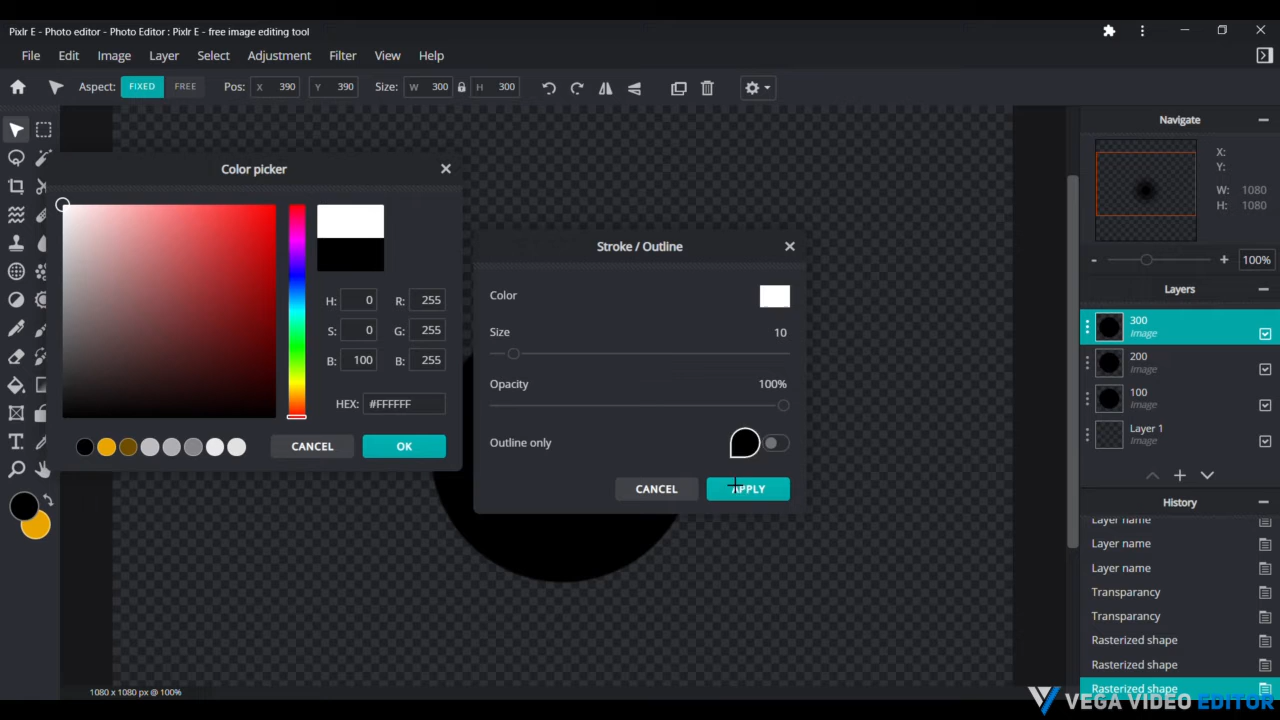 Pixlr E - Photo editor - Photo Editor : Pixlr E - free image editing tool
File Edit Image Layer Select Adjustment Filter View Help
Aspect: FIXED FREE Pos: X 390 Y 390 Size: W 300 H 300
Color picker
H: 0 R: 255
S: 0 G: 255
B: 100 B: 255
HEX: #FFFFFF
CANCEL OK
Stroke / Outline
Color
Size 10
Opacity 100%
Outline only
CANCEL APPLY
Navigate
X:
Y:
W: 1080
H: 1080
- + 100%
Layers
300
Image
200
Image
100
Image
Layer 1
Image
History
Layer name
Layer name
Layer name
Transparancy
Transparancy
Rasterized shape
Rasterized shape
Rasterized shape
1080 x 1080 px @ 100%
VEGA VIDEO EDITOR